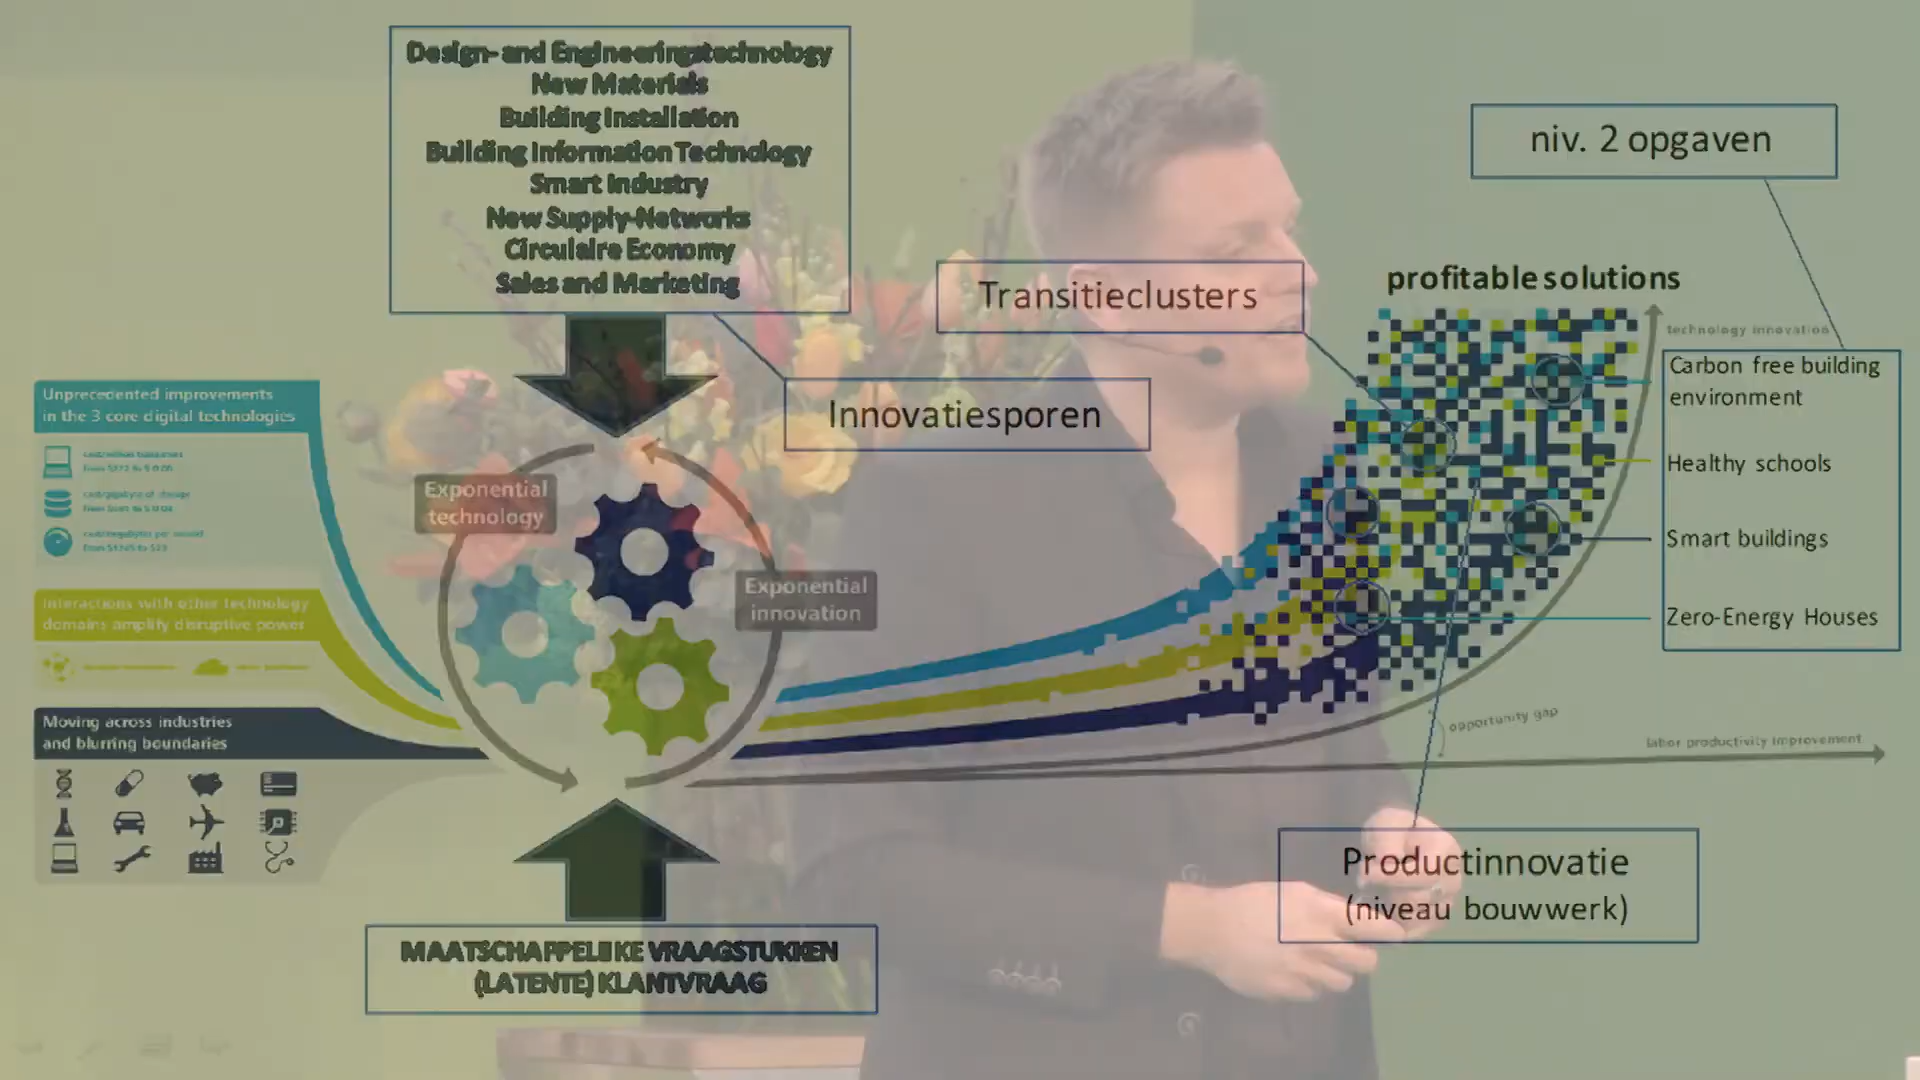 Design- and Engineeringstechnology
New Materials
Building Installation
Building Information Technology
Smart Industry
New Supply-Networks
Circulaire Economy
Sales and Marketing
niv. 2 opgaven
Transitieclusters
profitable solutions
technology innovation
Innovatiesporen
Carbon free building
environment
Healthy schools
Smart buildings
Zero-Energy Houses
Unprecedented improvements
in the 3 core digital technologies
Interactions with other technology
domains amplify disruptive power
Moving across industries
and blurring boundaries
Exponential
technology
Exponential
innovation
opportunity gap
labor productivity improvement
Productinnovatie
(niveau bouwwerk)
MAATSCHAPPELIJKE VRAAGSTUKKEN
(LATENTE) KLANTVRAAG